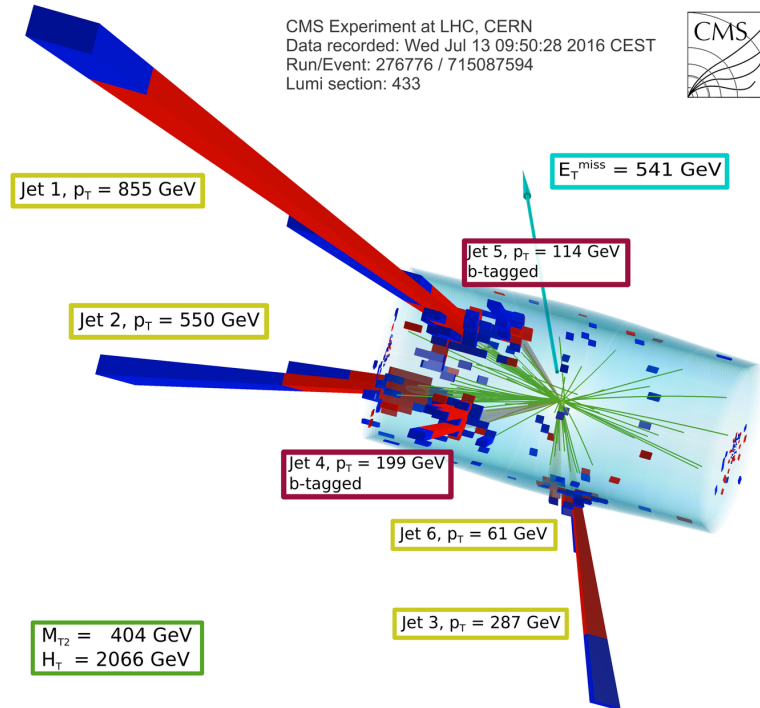 CMS Experiment at LHC, CERN
Data recorded: Wed Jul 13 09:50:28 2016 CEST
Run/Event: 276776 / 715087594
Lumi section: 433
CMS
Jet 1, pT = 855 GeV
ETmiss = 541 GeV
Jet 5, pT = 114 GeV
b-tagged
Jet 2, pT = 550 GeV
Jet 4, pT = 199 GeV
b-tagged
Jet 6, pT = 61 GeV
Jet 3, pT = 287 GeV
MT2 = 404 GeV
HT = 2066 GeV